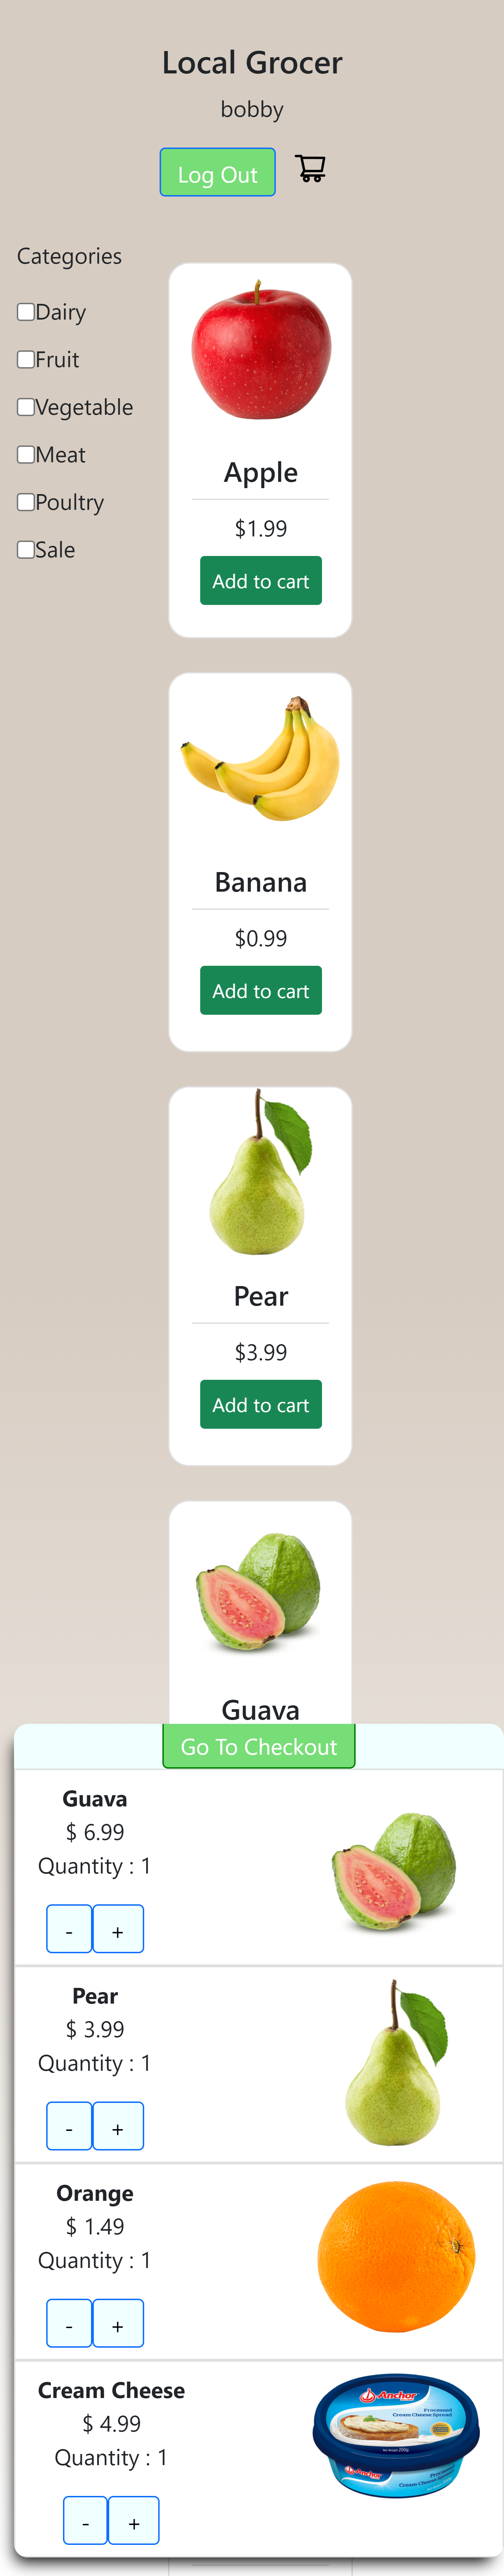 Local Grocer
bobby
Log Out
Categories
Dairy
Fruit
Vegetable
Meat
Poultry
Sale
Apple
$1.99
Add to cart
Banana
$0.99
Add to cart
Pear
$3.99
Add to cart
Guava
Go To Checkout
Guava
$ 6.99
Quantity : 1
- +
Pear
$ 3.99
Quantity : 1
- +
Orange
$ 1.49
Quantity : 1
- +
Cream Cheese
$ 4.99
Quantity : 1
- +
Anchor
Processed
Cream Cheese Spread